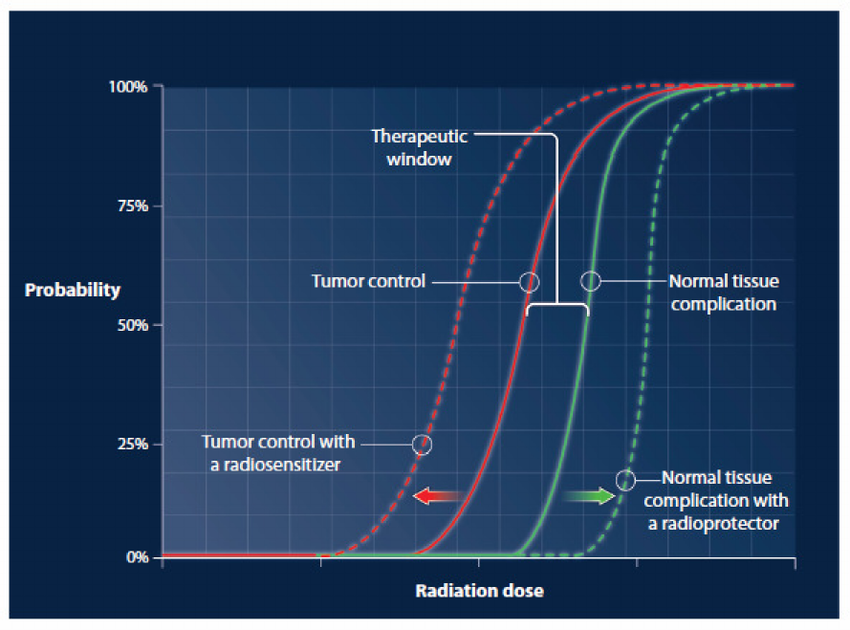 100%
Therapeutic
window
75%
Tumor control
Normal tissue
complication
Probability
50%
25%
Tumor control with
a radiosensitizer
Normal tissue
complication with
a radioprotector
0%
Radiation dose